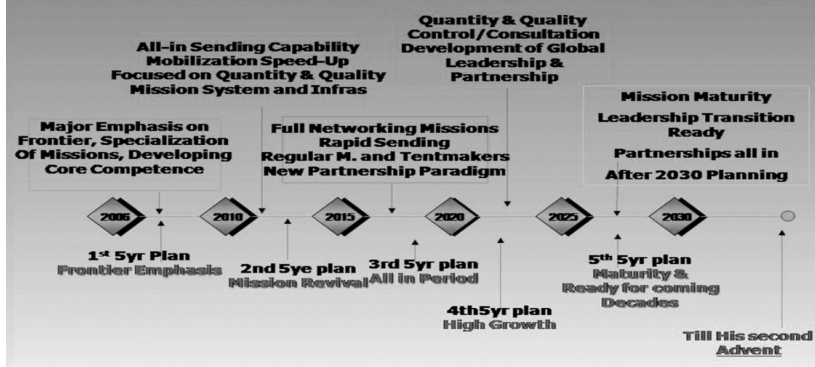 Quantity & Quality
Control/Consultation
Development of Global
Leadership &
Partnership
All-in Sending Capability
Mobilization Speed-Up
Focused on Quantity & Quality
Mission System and Infras
Mission Maturity
Leadership Transition
Ready
Partnerships all in
After 2030 Planning
Major Emphasis on
Frontier, Specialization
Of Missions, Developing
Core Competence
Full Networking Missions
Rapid Sending
Regular M. and Tentmakers
New Partnership Paradigm
2006
2010
2015
2020
2025
2030
1st 5yr Plan
Frontier Emphasis
2nd 5ye plan
Mission Revival
3rd 5yr plan
All in Period
4th5yr plan
High Growth
5th 5yr plan
Maturity &
Ready for coming
Decades
Till His second
Advent